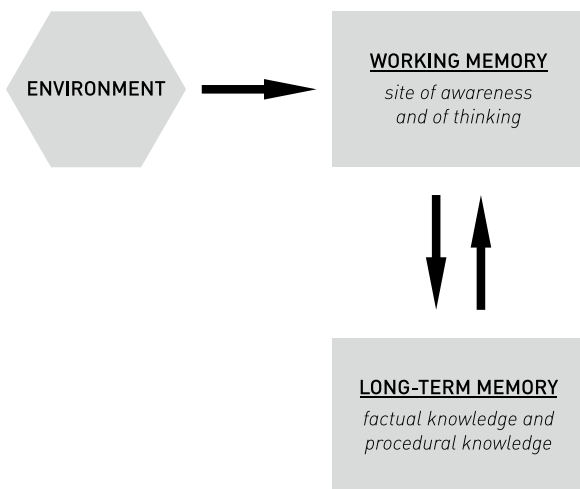 ENVIRONMENT
WORKING MEMORY
site of awareness
and of thinking
LONG-TERM MEMORY
factual knowledge and
procedural knowledge